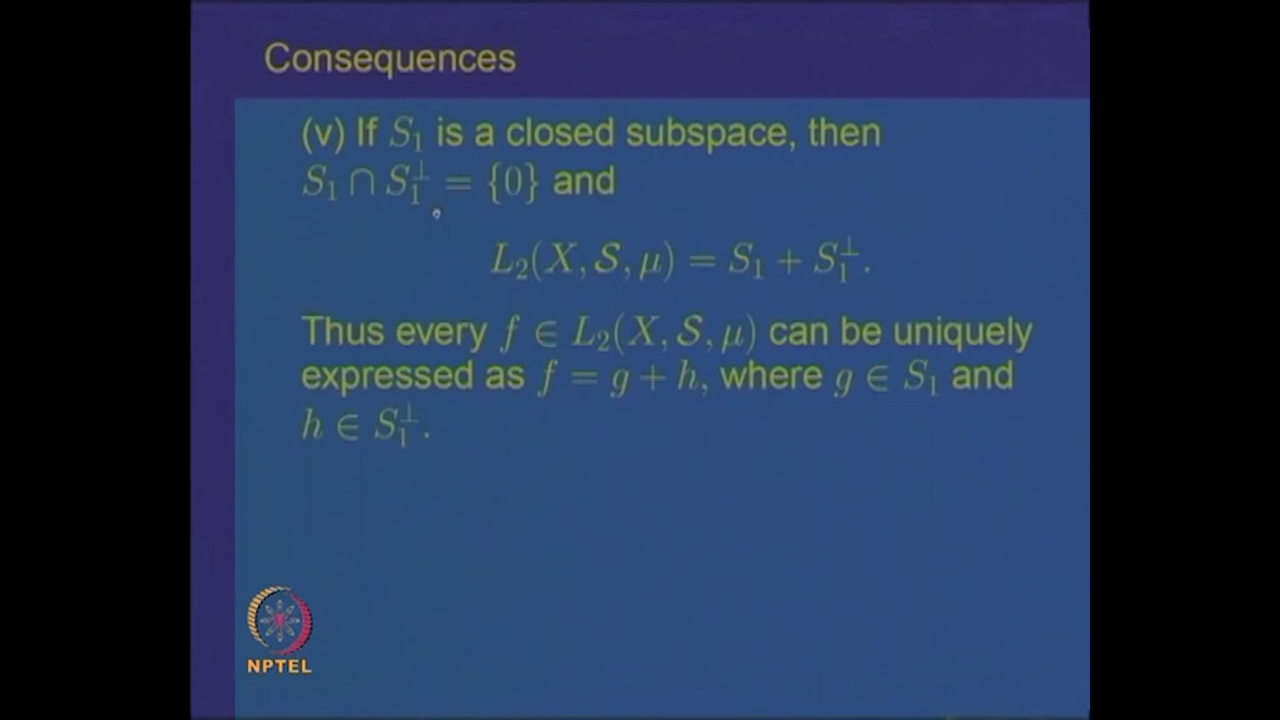 Consequences
(v) If S₁ is a closed subspace, then
S₁ ∩ S₁⊥ = {0} and
L₂(X, 𝒮, μ) = S₁ + S₁⊥.
Thus every f ∈ L₂(X, 𝒮, μ) can be uniquely
expressed as f = g + h, where g ∈ S₁ and
h ∈ S₁⊥.
NPTEL